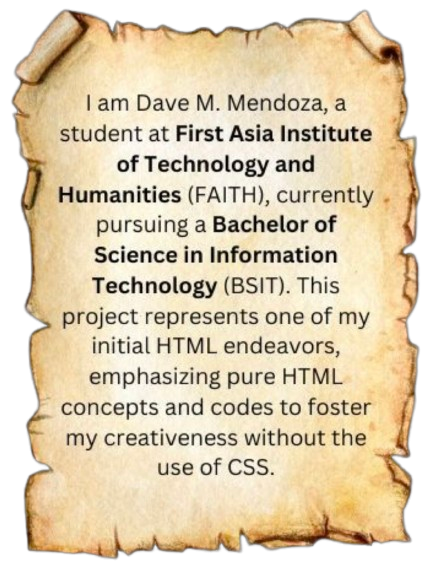 I am Dave M. Mendoza, a
student at First Asia Institute
of Technology and
Humanities (FAITH), currently
pursuing a Bachelor of
Science in Information
Technology (BSIT). This
project represents one of my
initial HTML endeavors,
emphasizing pure HTML
concepts and codes to foster
my creativeness without the
use of CSS.